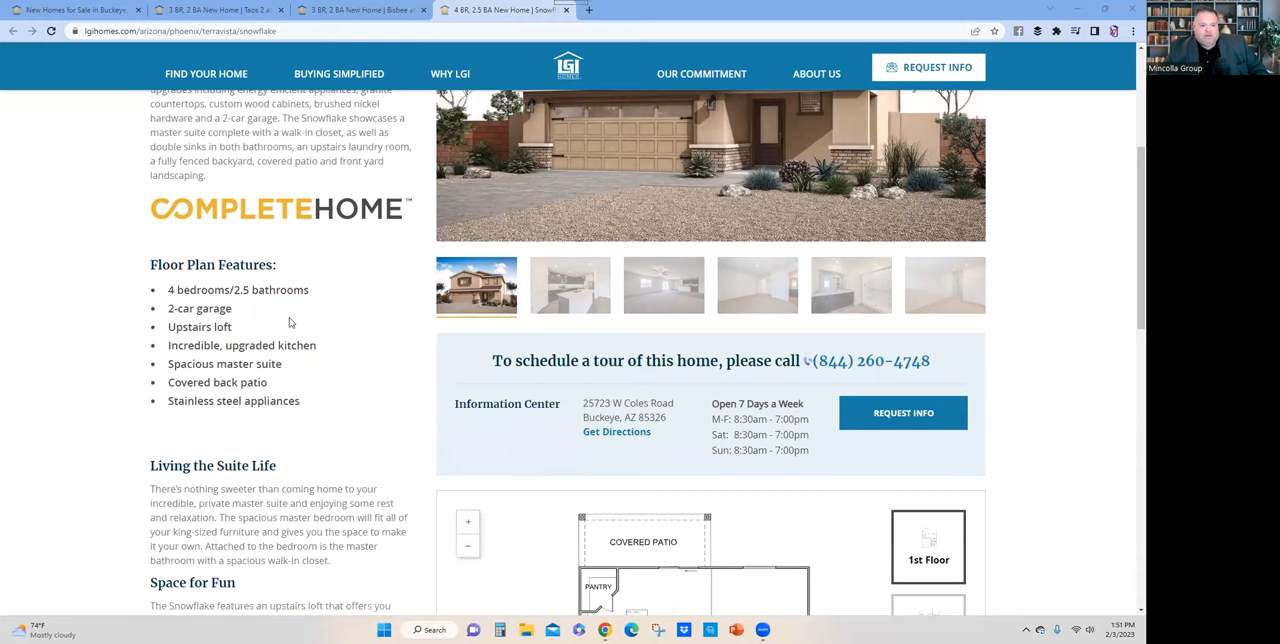 New Homes for Sale in Buckeye,
3 BR, 2 BA New Home | Taos 2 at
3 BR, 2 BA New Home | Bisbee at
4 BR, 2.5 BA New Home | Snowfl
lgihomes.com/arizona/phoenix/terravista/snowflake
Mincolla Group
FIND YOUR HOME
BUYING SIMPLIFIED
WHY LGI
LGI
HOMES
OUR COMMITMENT
ABOUT US
REQUEST INFO
upgrades including energy efficient appliances, granite
countertops, custom wood cabinets, brushed nickel
hardware and a 2-car garage. The Snowflake showcases a
master suite complete with a walk-in closet, as well as
double sinks in both bathrooms, an upstairs laundry room,
a fully fenced backyard, covered patio and front yard
landscaping.
COMPLETEHOME™
Floor Plan Features:
• 4 bedrooms/2.5 bathrooms
• 2-car garage
• Upstairs loft
• Incredible, upgraded kitchen
• Spacious master suite
• Covered back patio
• Stainless steel appliances
Living the Suite Life
There's nothing sweeter than coming home to your
incredible, private master suite and enjoying some rest
and relaxation. The spacious master bedroom will fit all of
your king-sized furniture and gives you the space to make
it your own. Attached to the bedroom is the master
bathroom with a spacious walk-in closet.
Space for Fun
The Snowflake features an upstairs loft that offers you
To schedule a tour of this home, please call (844) 260-4748
Information Center
25723 W Coles Road
Buckeye, AZ 85326
Get Directions
Open 7 Days a Week
M-F: 8:30am - 7:00pm
Sat: 8:30am - 7:00pm
Sun: 8:30am - 7:00pm
REQUEST INFO
+
−
COVERED PATIO
PANTRY
1st Floor
74°F
Mostly cloudy
Search
1:51 PM
2/3/2023